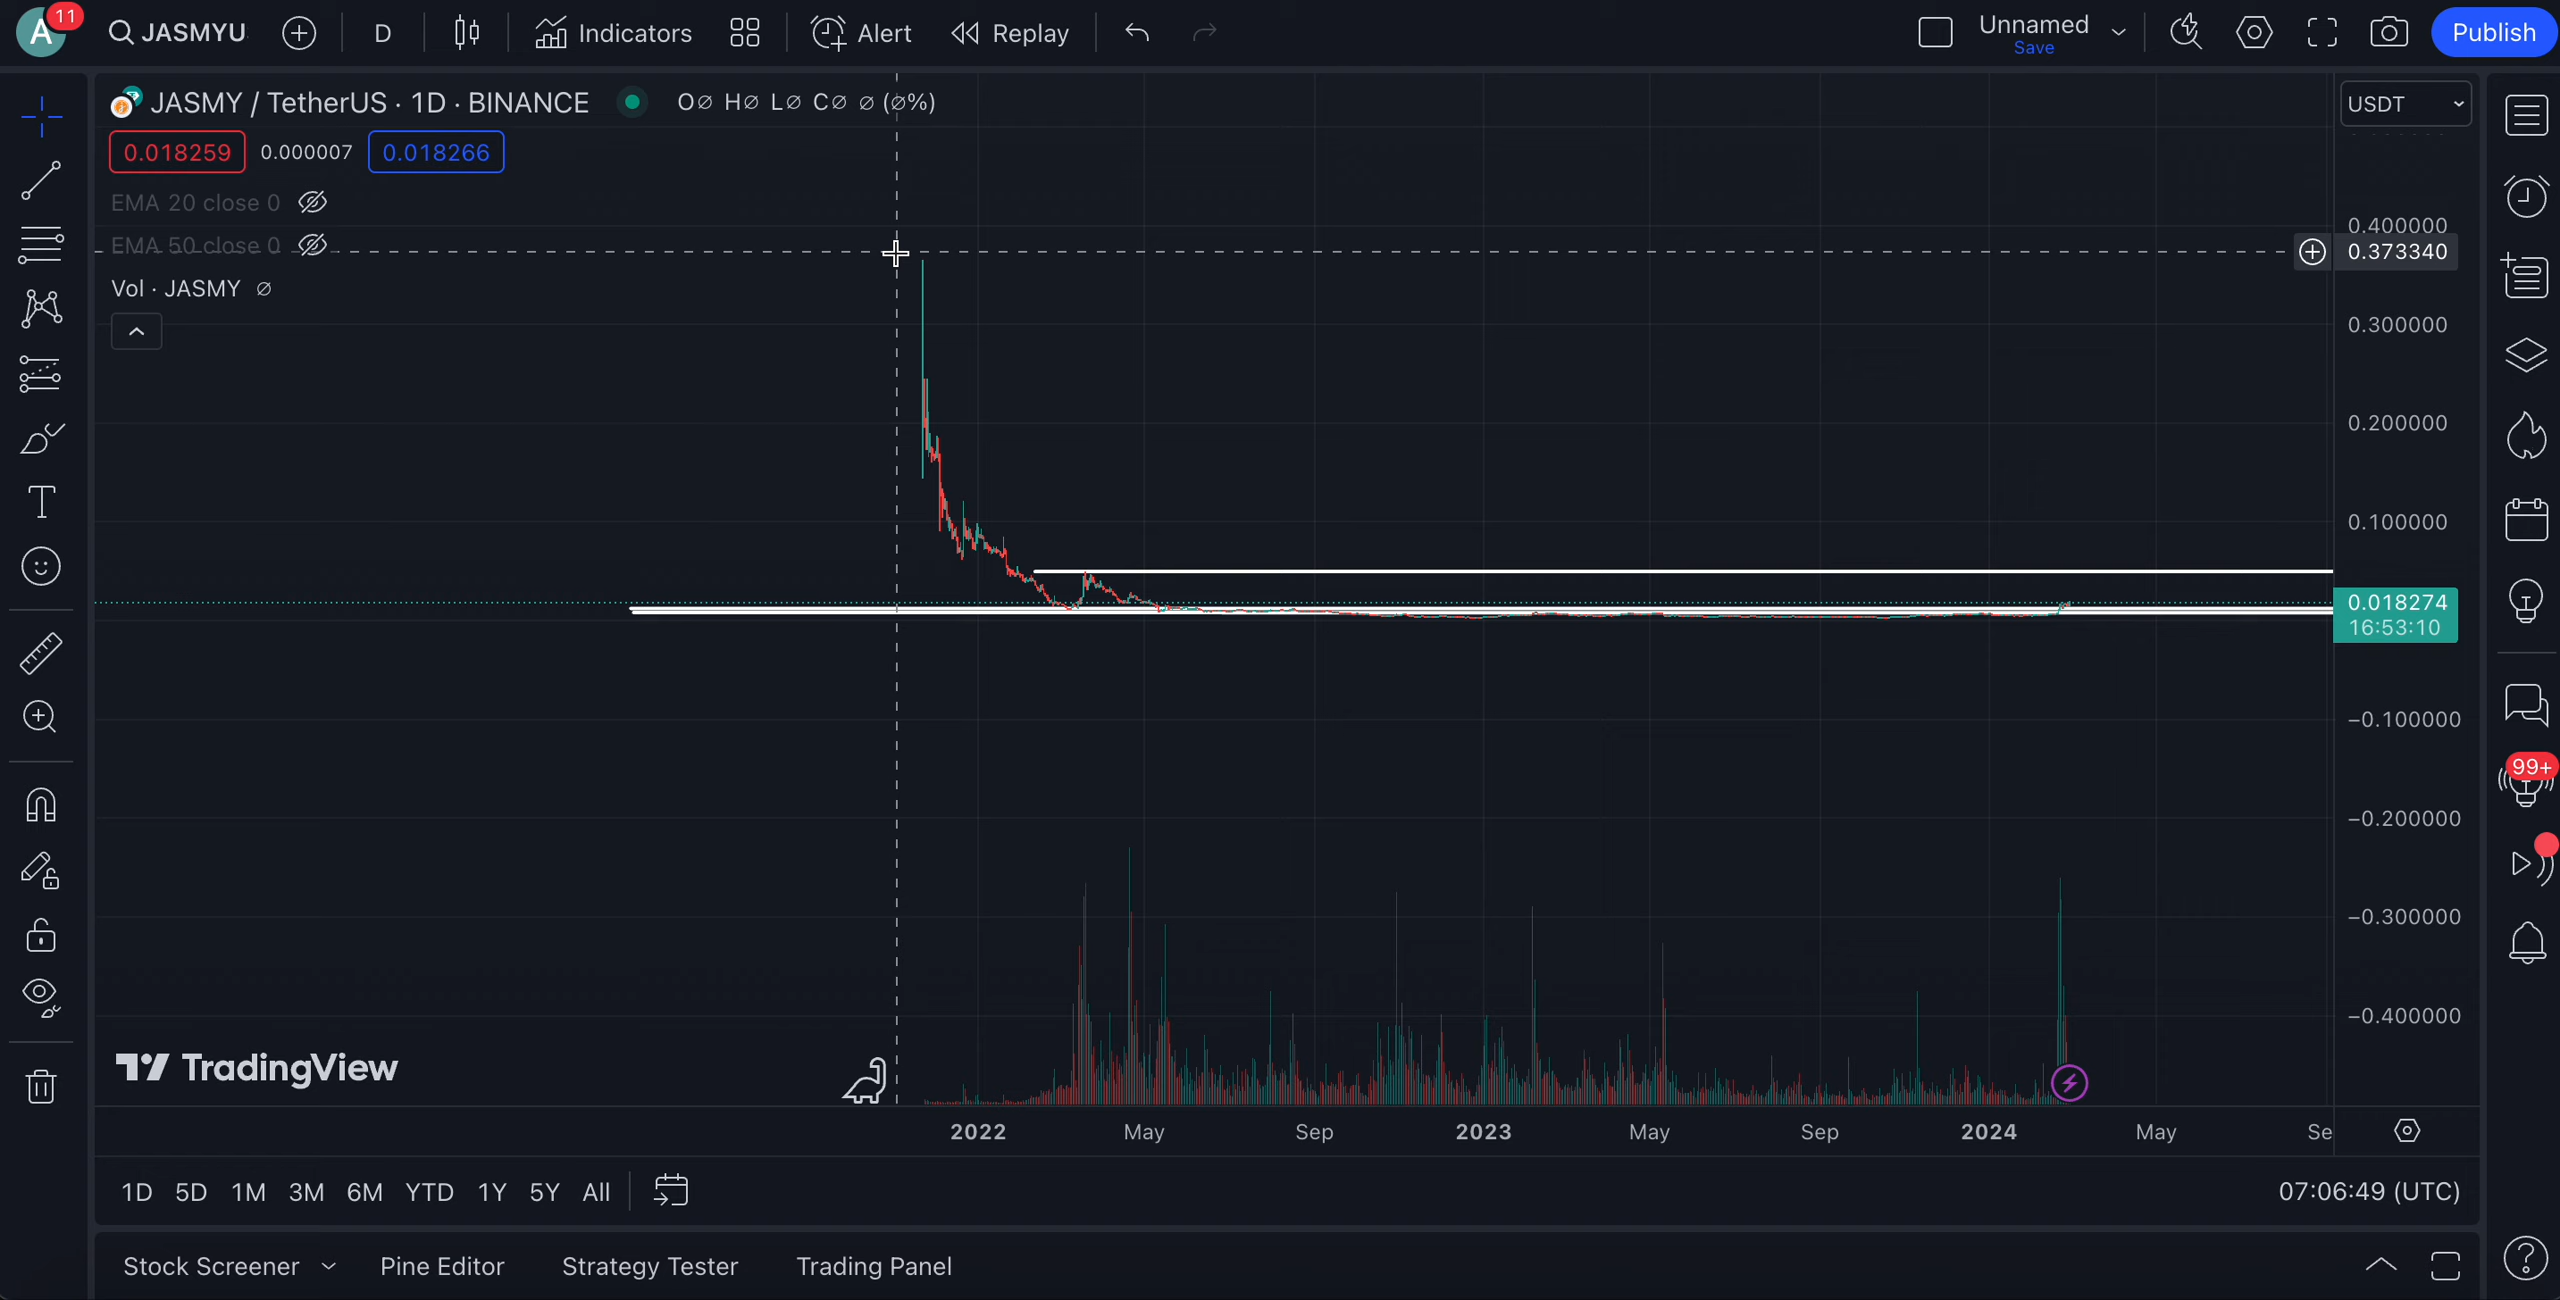 A 11 JASMYU D Indicators Alert Replay Unnamed Save Publish
JASMY / TetherUS · 1D · BINANCE O∅ H∅ L∅ C∅ ∅ (∅%) USDT
0.018259 0.000007 0.018266
EMA 20 close 0
EMA 50 close 0
Vol · JASMY ∅
0.400000
0.373340
0.300000
0.200000
0.100000
0.018274
16:53:10
−0.100000
−0.200000
−0.300000
−0.400000
99+
TradingView
2022 May Sep 2023 May Sep 2024 May Se
1D 5D 1M 3M 6M YTD 1Y 5Y All 07:06:49 (UTC)
Stock Screener Pine Editor Strategy Tester Trading Panel